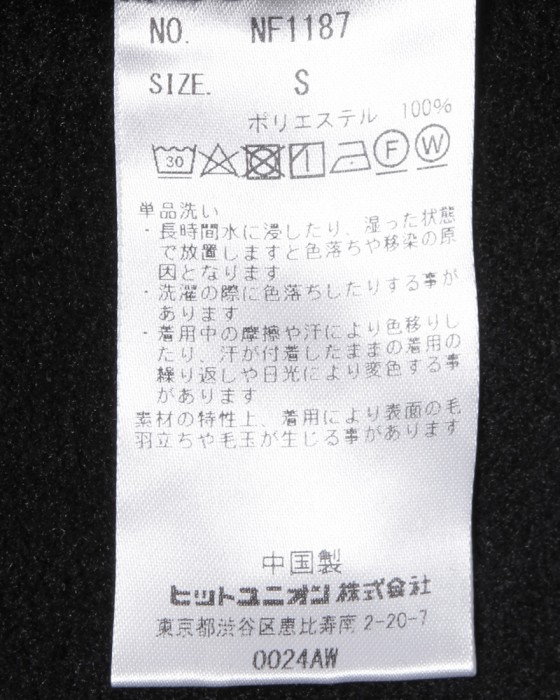 NO. NF1187
SIZE. S
ポリエステル 100%
30 F W
単品洗い
・長時間水に浸したり、湿った状態
で放置しますと色落ちや移染の原
因となります
・洗濯の際に色落ちしたりする事が
あります
・着用中の摩擦や汗により色移りし
たり、汗が付着したままの着用の
繰り返しや日光により変色する事
があります
素材の特性上、着用により表面の毛
羽立ちや毛玉が生じる事があります
中国製
ヒットユニオン株式会社
東京都渋谷区恵比寿南 2-20-7
0024AW